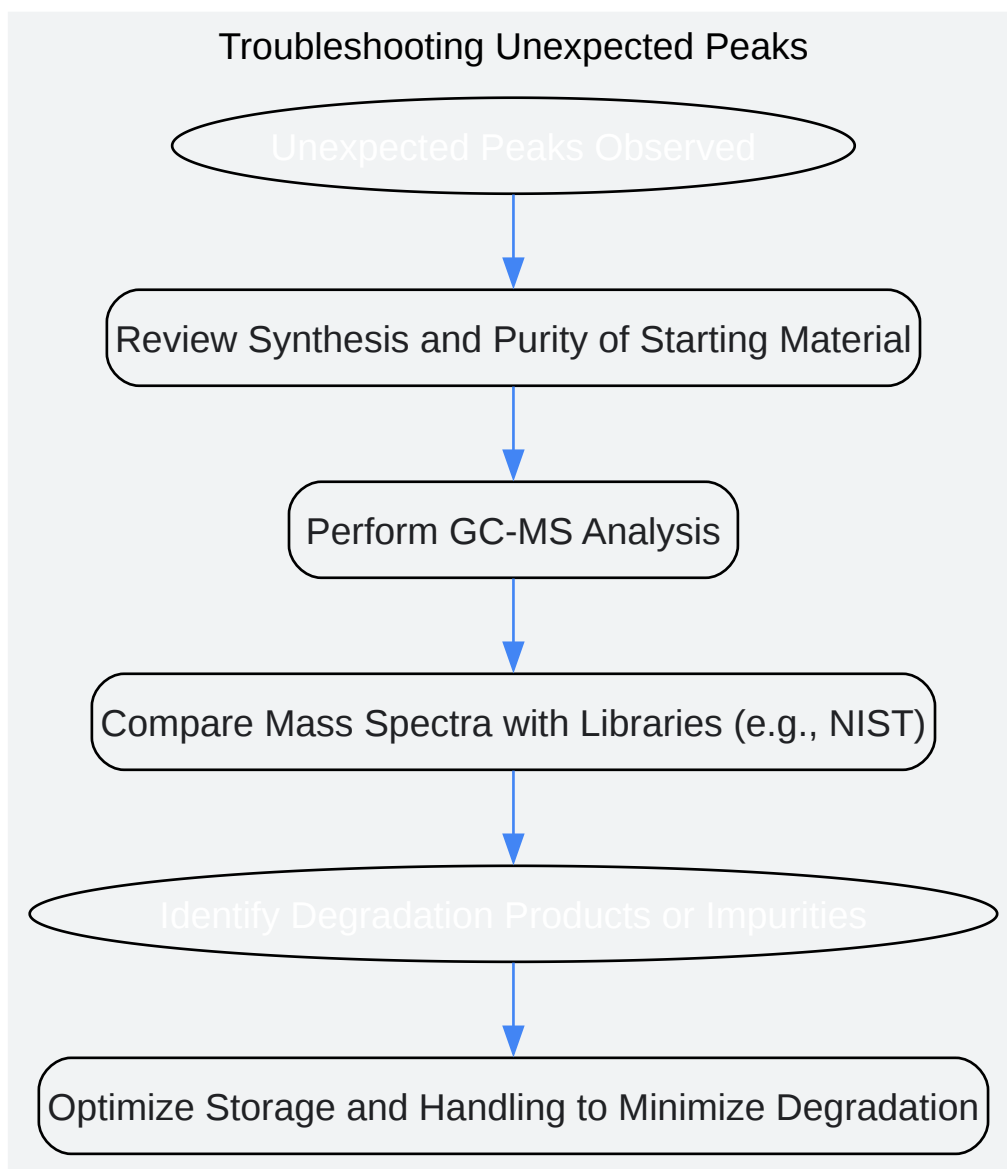 Troubleshooting Unexpected Peaks
Unexpected Peaks Observed
Review Synthesis and Purity of Starting Material
Perform GC-MS Analysis
Compare Mass Spectra with Libraries (e.g., NIST)
Identify Degradation Products or Impurities
Optimize Storage and Handling to Minimize Degradation